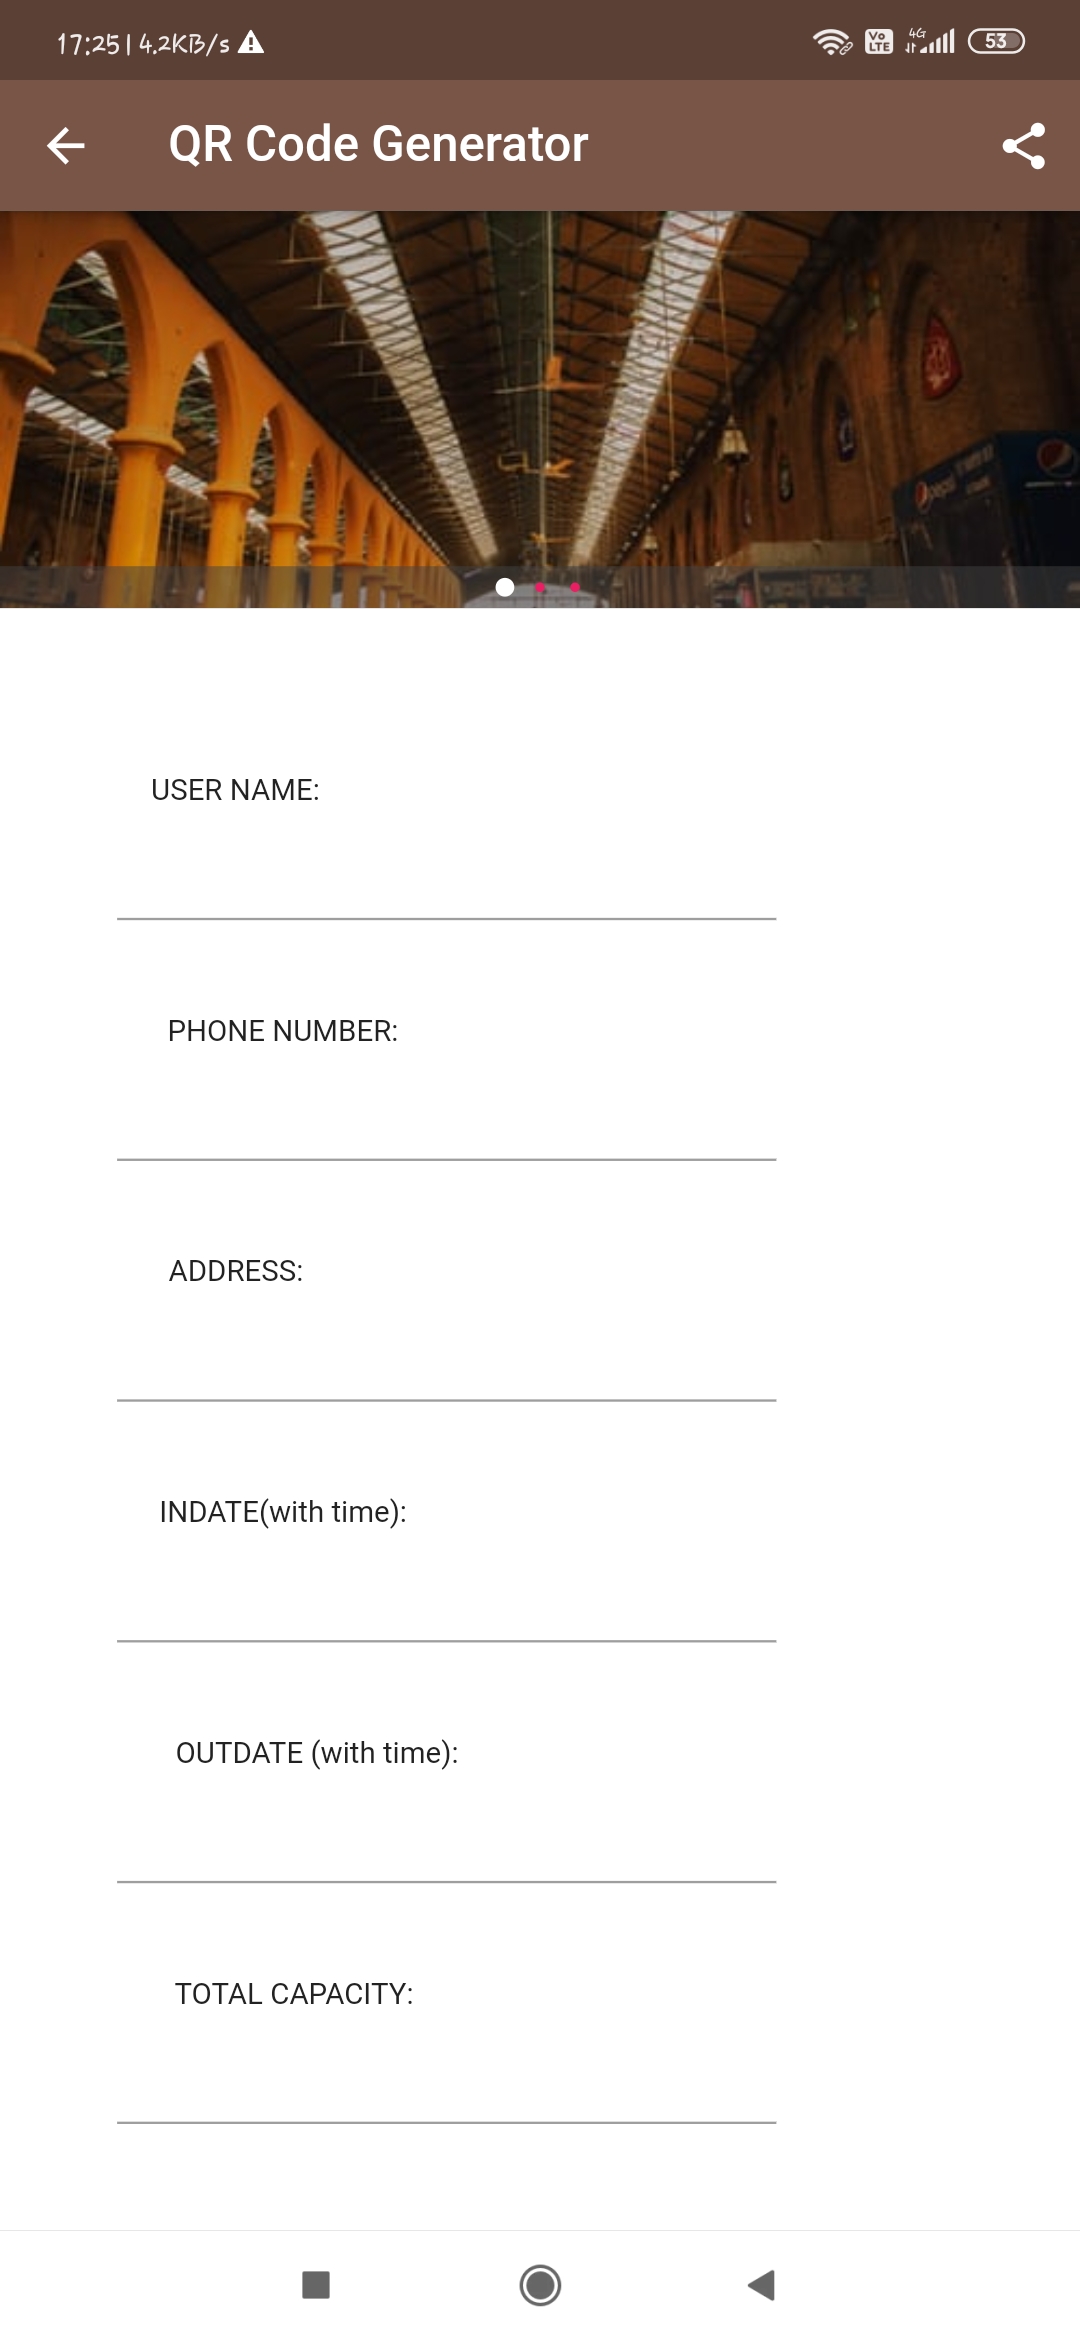 17:25 | 4.2KB/s
Vo LTE 4G 53
QR Code Generator
pepsi
USER NAME:
PHONE NUMBER:
ADDRESS:
INDATE(with time):
OUTDATE (with time):
TOTAL CAPACITY: